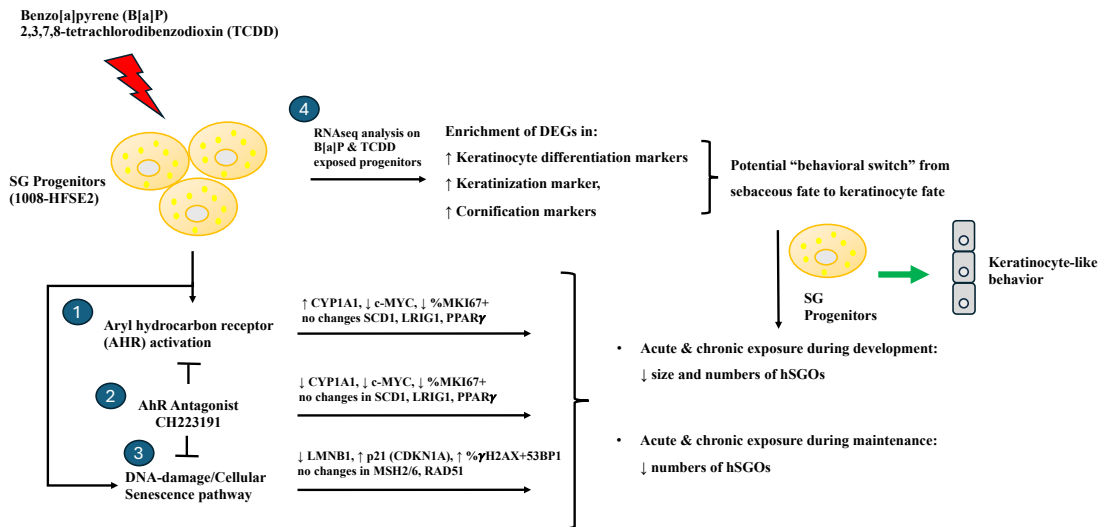 Benzo[a]pyrene (B[a]P)
2,3,7,8-tetrachlorodibenzodioxin (TCDD)
SG Progenitors
(1008-HFSE2)
4
RNAseq analysis on
B[a]P & TCDD
exposed progenitors
Enrichment of DEGs in:
↑ Keratinocyte differentiation markers
↑ Keratinization marker,
↑ Cornification markers
Potential “behavioral switch” from
sebaceous fate to keratinocyte fate
SG
Progenitors
Keratinocyte-like
behavior
1
Aryl hydrocarbon receptor
(AHR) activation
↑ CYP1A1, ↓ c-MYC, ↓ %MKI67+
no changes SCD1, LRIG1, PPARγ
2
AhR Antagonist
CH223191
↓ CYP1A1, ↓ c-MYC, ↓ %MKI67+
no changes in SCD1, LRIG1, PPARγ
3
DNA-damage/Cellular
Senescence pathway
↓ LMNB1, ↑ p21 (CDKN1A), ↑ %γH2AX+53BP1
no changes in MSH2/6, RAD51
• Acute & chronic exposure during development:
↓ size and numbers of hSGOs
• Acute & chronic exposure during maintenance:
↓ numbers of hSGOs